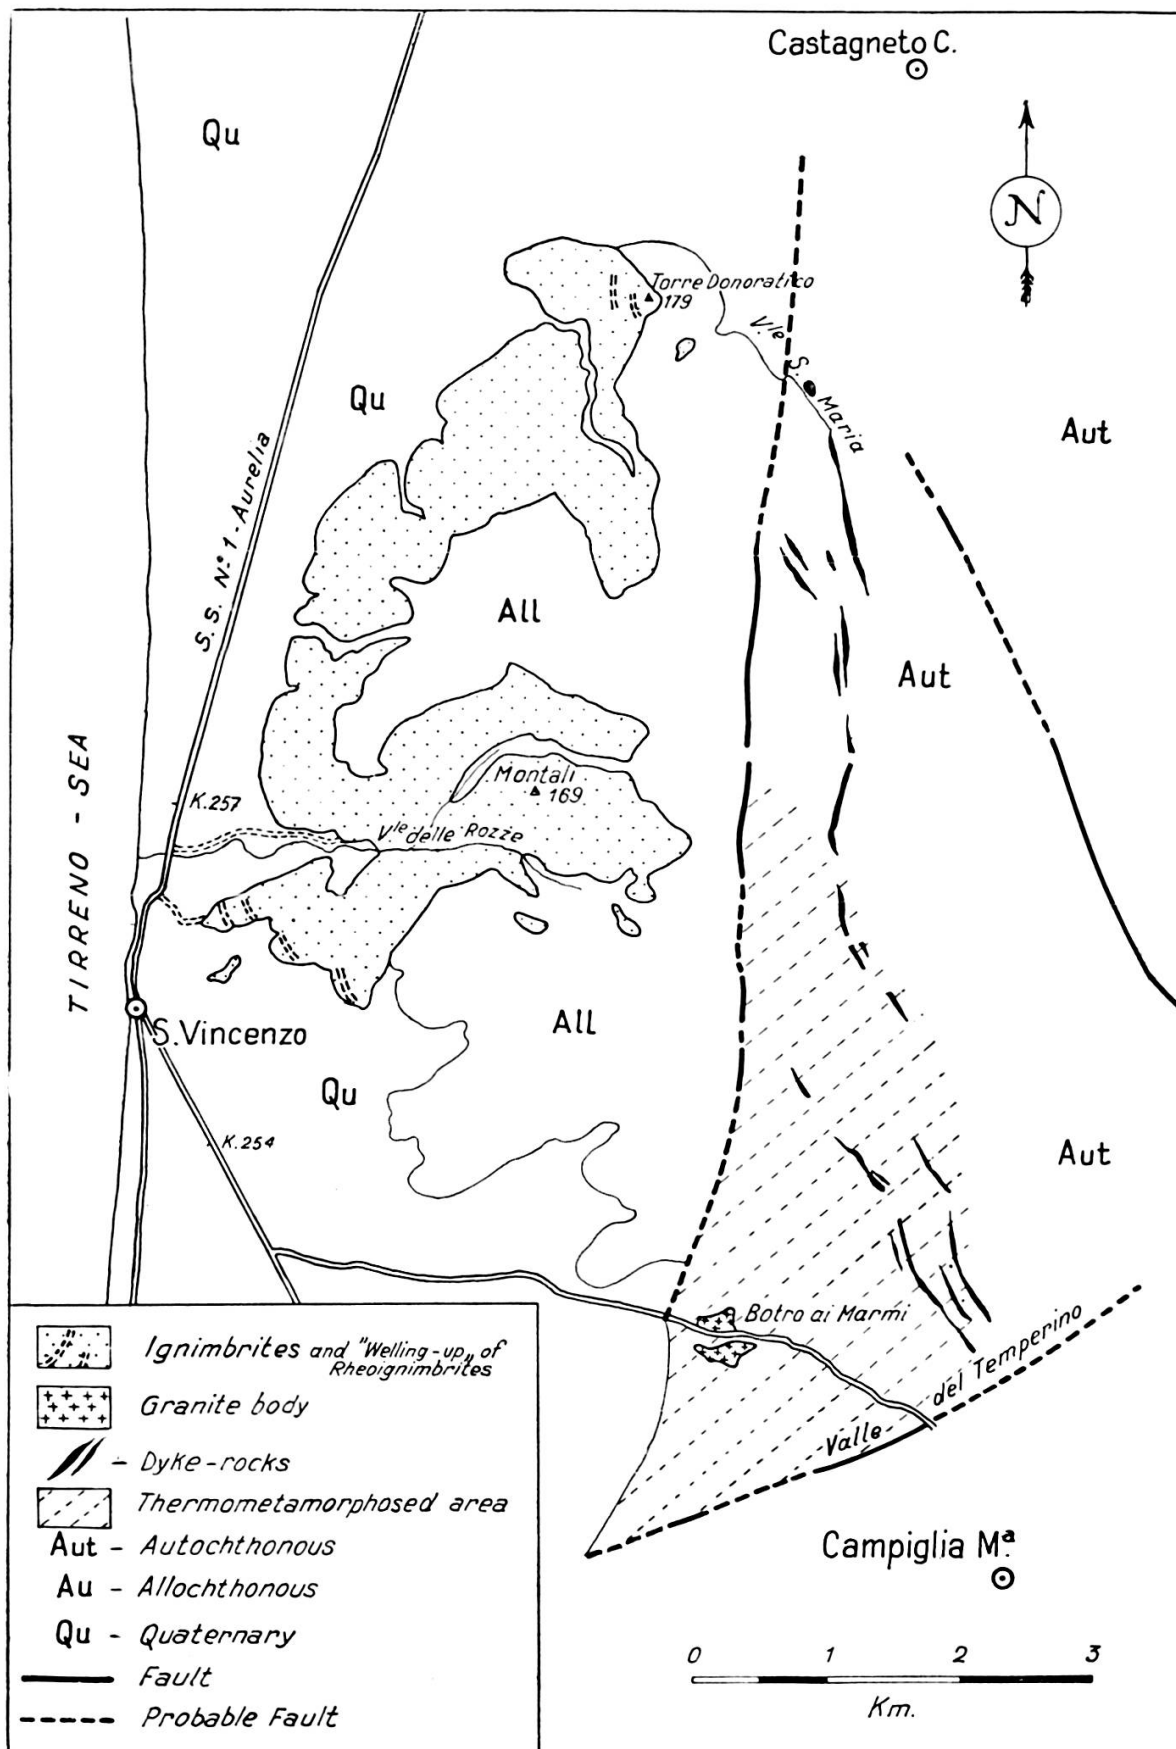 Castagneto C.
N
Qu
Torre Donoratico
179
V.le S. Maria
Qu
Aut
S.S. N° 1 - Aurelia
All
Aut
TIRRENO - SEA
Montali
169
K.257
Vle delle Rozze
S. Vincenzo
All
Qu
K.254
Aut
Botro ai Marmi
Valle del Temperino
Campiglia Ma.
Ignimbrites and "Welling-up„ of
Rheoignimbrites
Granite body
- Dyke-rocks
Thermometamorphosed area
Aut - Autochthonous
Au - Allochthonous
Qu - Quaternary
Fault
Probable Fault
0 1 2 3
Km.